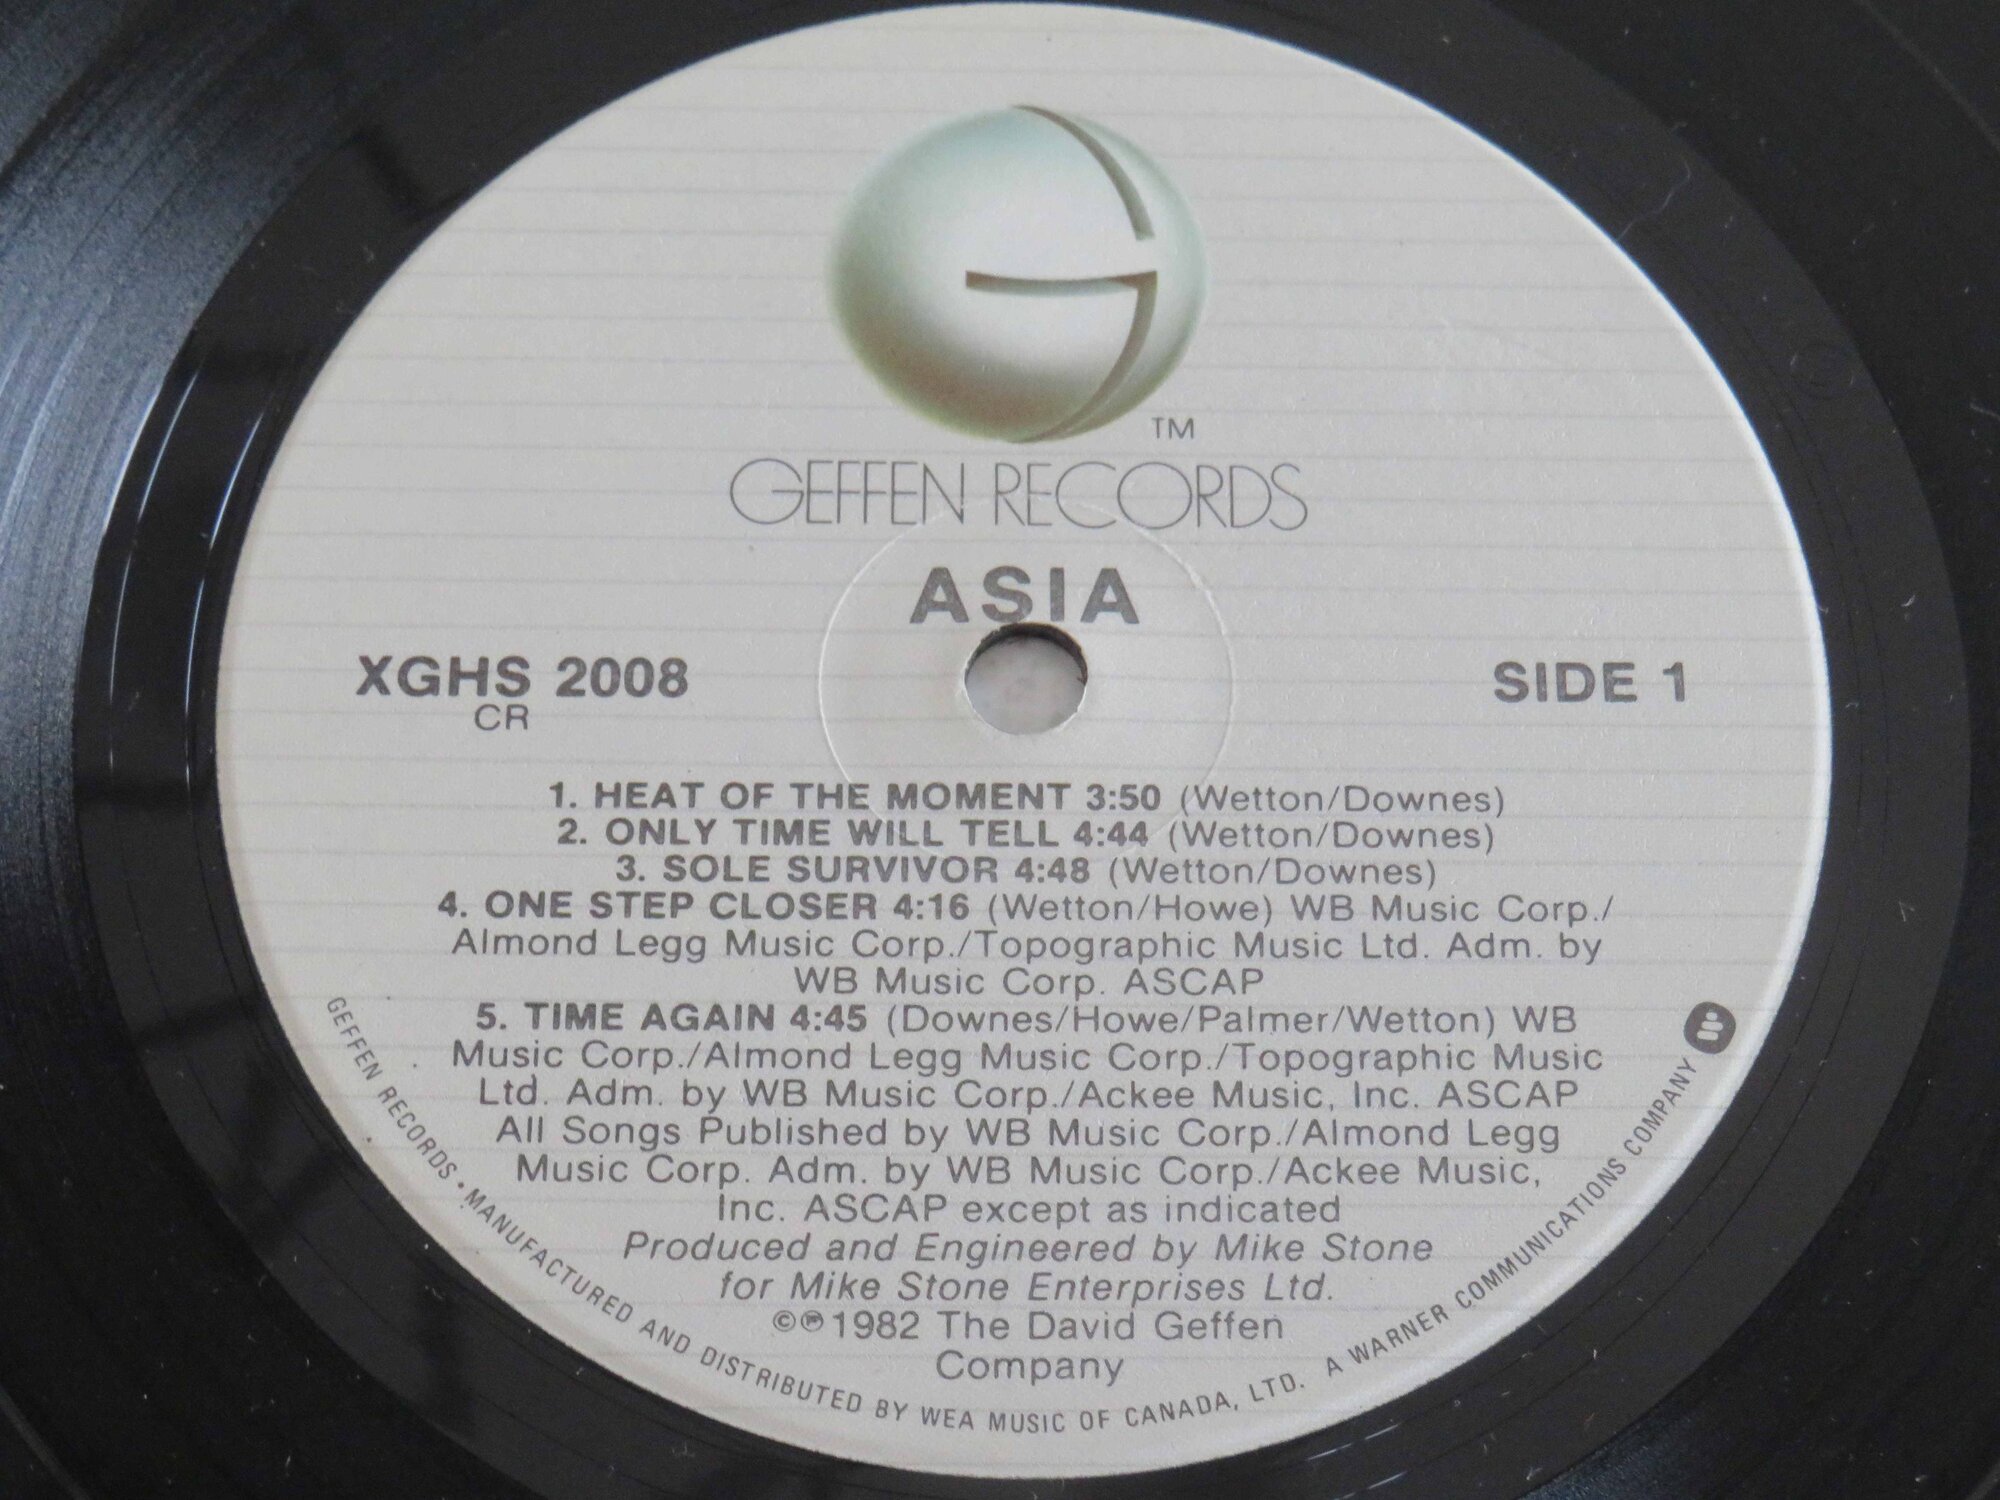 TM
GEFFEN RECORDS
ASIA
XGHS 2008
CR
SIDE 1
1. HEAT OF THE MOMENT 3:50 (Wetton/Downes)
2. ONLY TIME WILL TELL 4:44 (Wetton/Downes)
3. SOLE SURVIVOR 4:48 (Wetton/Downes)
4. ONE STEP CLOSER 4:16 (Wetton/Howe) WB Music Corp./
Almond Legg Music Corp./Topographic Music Ltd. Adm. by
WB Music Corp. ASCAP
5. TIME AGAIN 4:45 (Downes/Howe/Palmer/Wetton) WB
Music Corp./Almond Legg Music Corp./Topographic Music
Ltd. Adm. by WB Music Corp./Ackee Music, Inc. ASCAP
All Songs Published by WB Music Corp./Almond Legg
Music Corp. Adm. by WB Music Corp./Ackee Music,
Inc. ASCAP except as indicated
Produced and Engineered by Mike Stone
for Mike Stone Enterprises Ltd.
©℗1982 The David Geffen
Company
GEFFEN RECORDS • MANUFACTURED AND DISTRIBUTED BY WEA MUSIC OF CANADA, LTD. A WARNER COMMUNICATIONS COMPANY